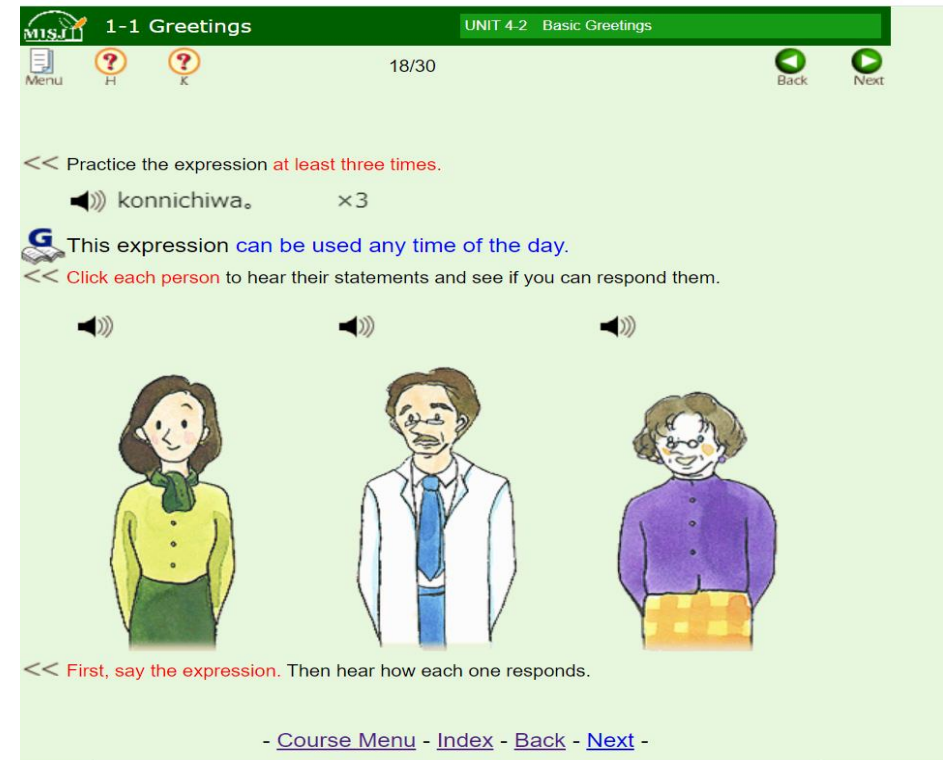 MISJ 1-1 Greetings UNIT 4-2 Basic Greetings
Menu ? H ? K 18/30 Back Next
<< Practice the expression at least three times.
konnichiwa。 ×3
G This expression can be used any time of the day.
<< Click each person to hear their statements and see if you can respond them.
<< First, say the expression. Then hear how each one responds.
- Course Menu - Index - Back - Next -